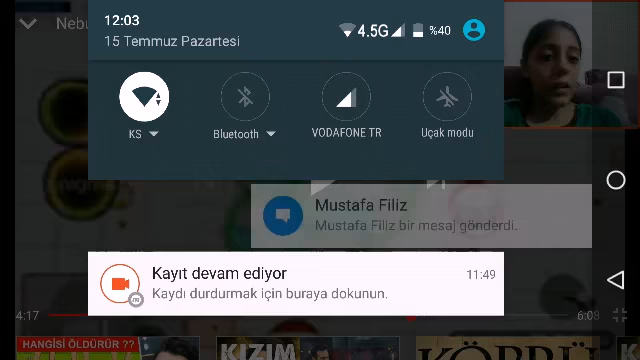 12:03
15 Temmuz Pazartesi
4.5G
%40
Nebu
KS
Bluetooth
VODAFONE TR
Uçak modu
Mustafa Filiz
Mustafa Filiz bir mesaj gönderdi.
Kayıt devam ediyor
11:49
Kaydı durdurmak için buraya dokunun.
4:17
6:08
HANGİSİ ÖLDÜRÜR ??
KIZIM
KÖPRÜ